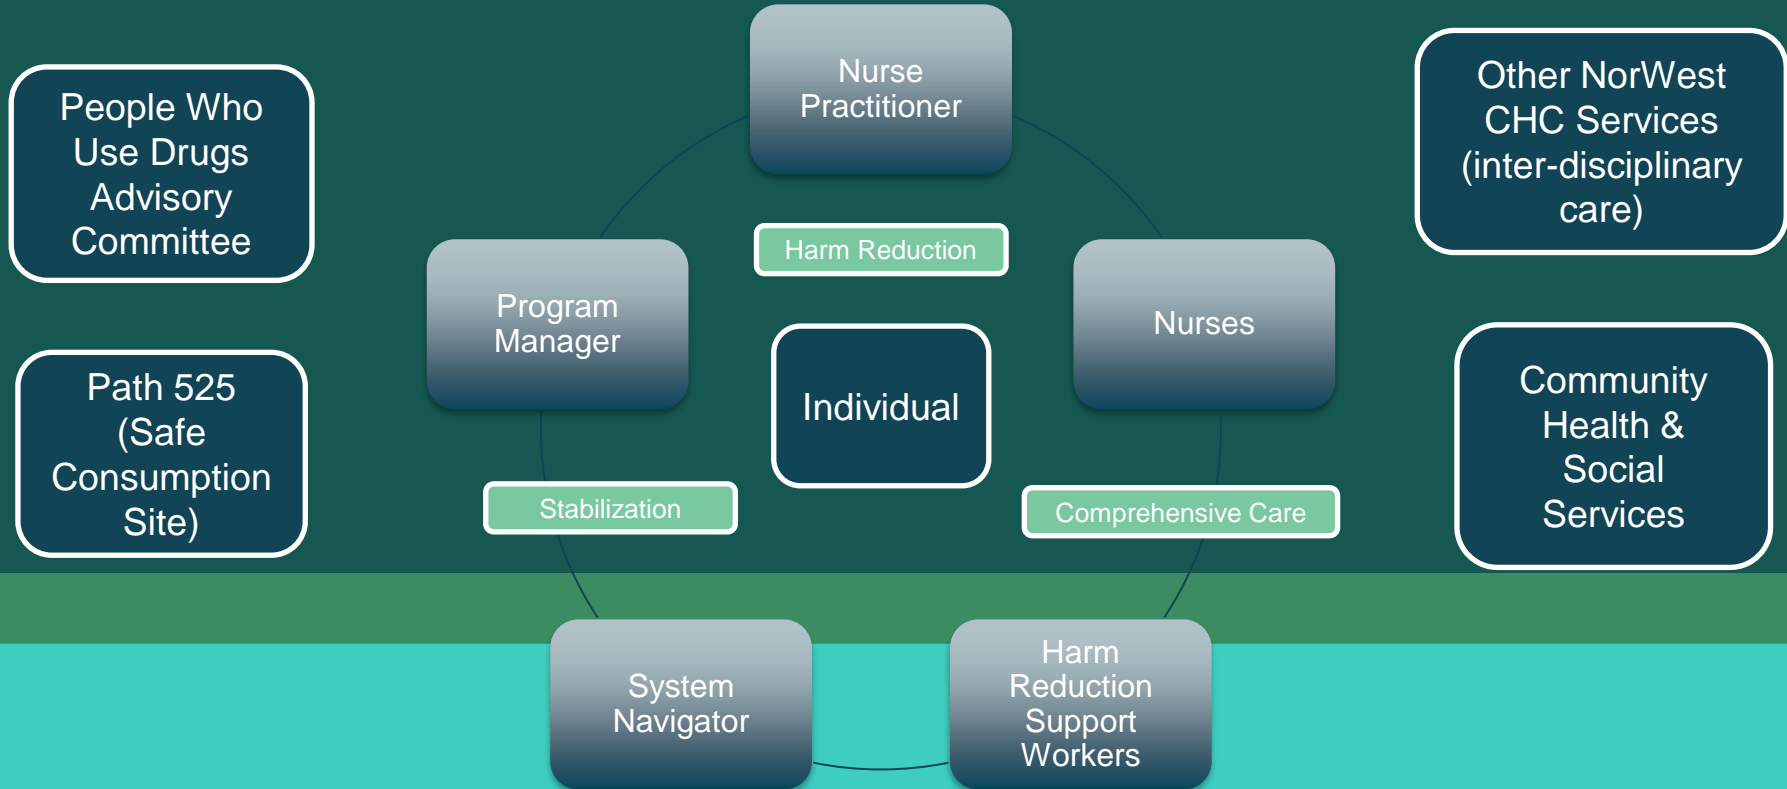 Nurse
Practitioner
People Who
Use Drugs
Advisory
Committee
Other NorWest
CHC Services
(inter-disciplinary
care)
Harm Reduction
Program
Manager
Nurses
Individual
Path 525
(Safe
Consumption
Site)
Community
Health &
Social
Services
Stabilization
Comprehensive Care
System
Navigator
Harm
Reduction
Support
Workers